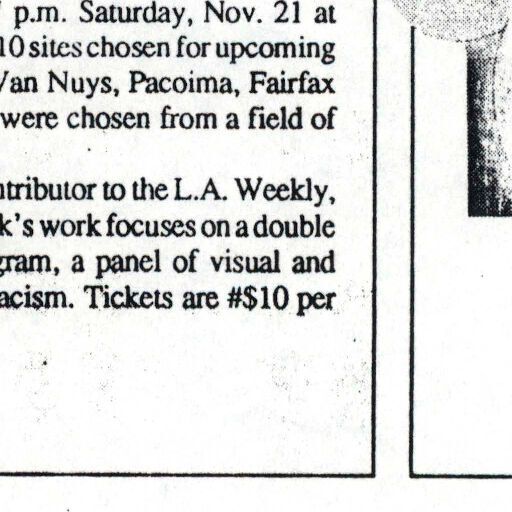 p.m. Saturday, Nov. 21 at
10 sites chosen for upcoming
Van Nuys, Pacoima, Fairfax
were chosen from a field of
ntributor to the L.A. Weekly,
k's work focuses on a double
gram, a panel of visual and
acism. Tickets are #$10 per